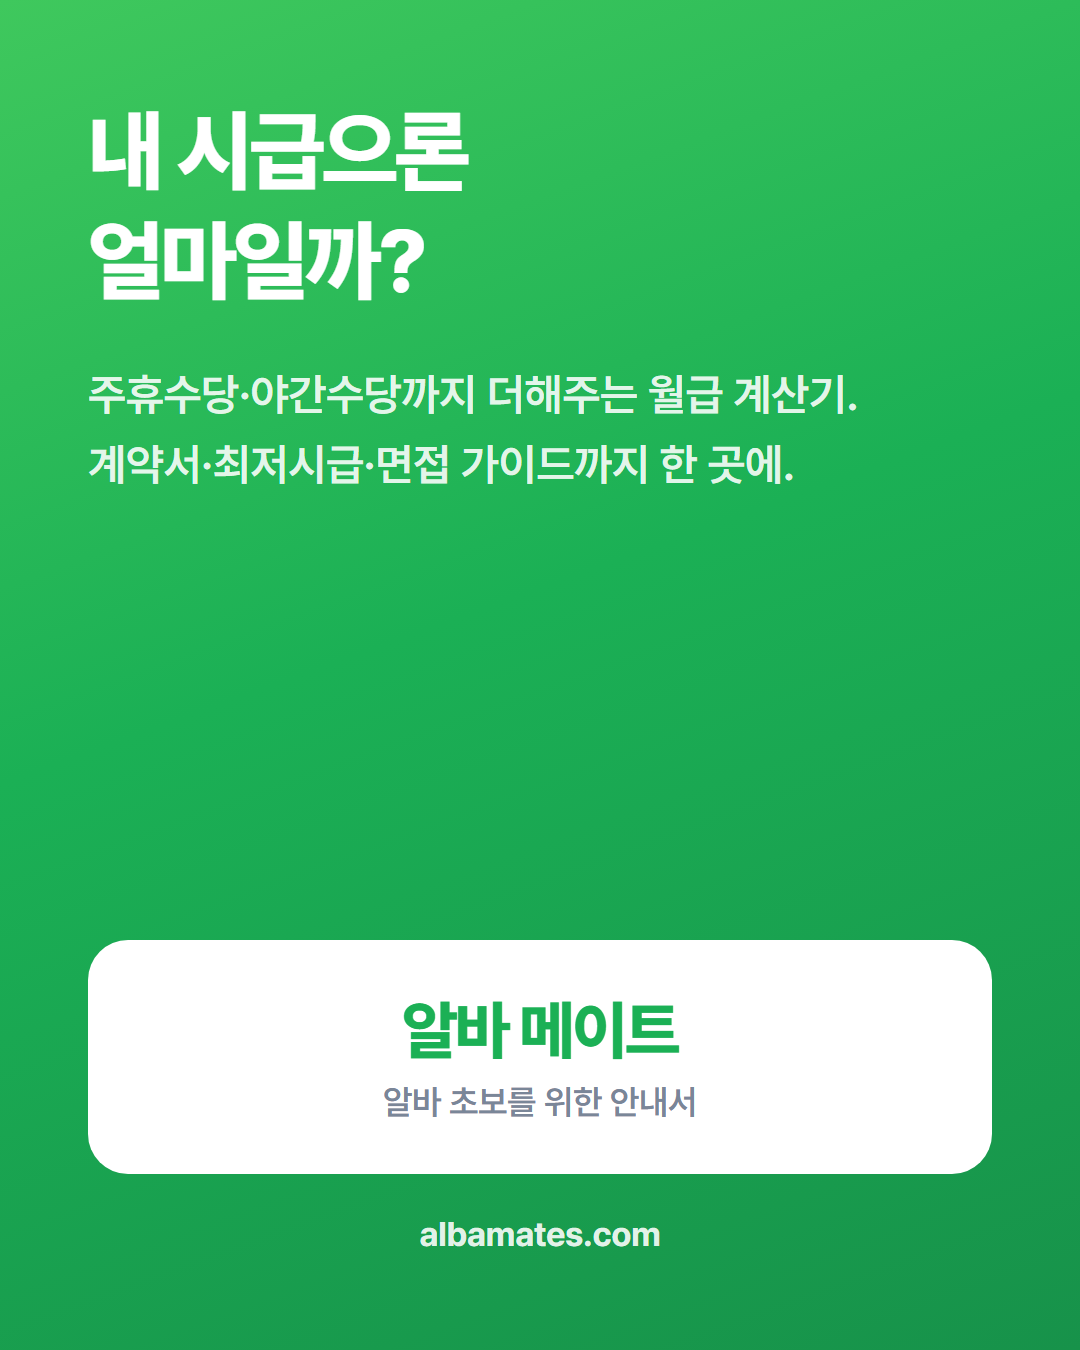 내 시급으론
얼마일까?
주휴수당·야간수당까지 더해주는 월급 계산기.
계약서·최저시급·면접 가이드까지 한 곳에.
알바 메이트
알바 초보를 위한 안내서
albamates.com